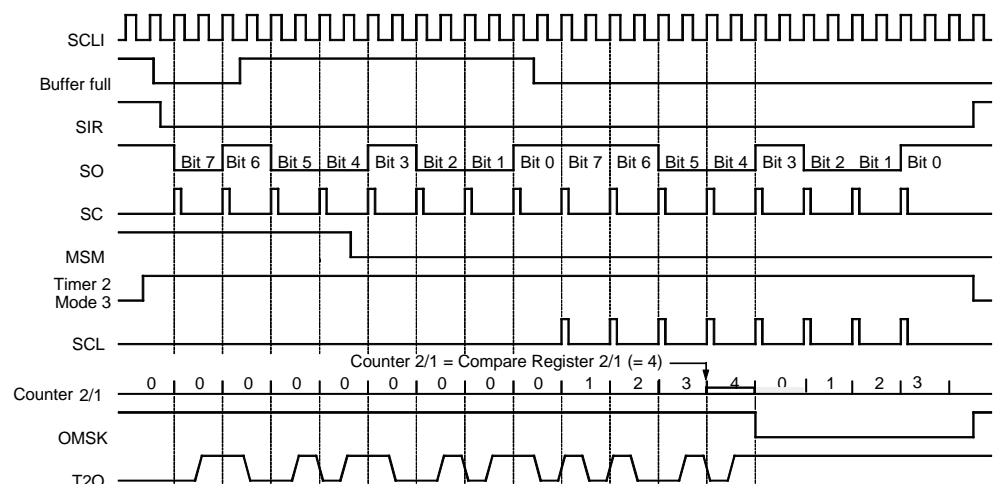 SCLI
Buffer full
SIR
SO Bit 7 Bit 6 Bit 5 Bit 4 Bit 3 Bit 2 Bit 1 Bit 0 Bit 7 Bit 6 Bit 5 Bit 4 Bit 3 Bit 2 Bit 1 Bit 0
SC
MSM
Timer 2
Mode 3
SCL
Counter 2/1 = Compare Register 2/1 (= 4)
Counter 2/1 0 0 0 0 0 0 0 0 1 2 3 4 0 1 2 3
OMSK
T2O